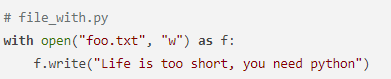 # file_with.py
with open("foo.txt", "w") as f:
    f.write("Life is too short, you need python")